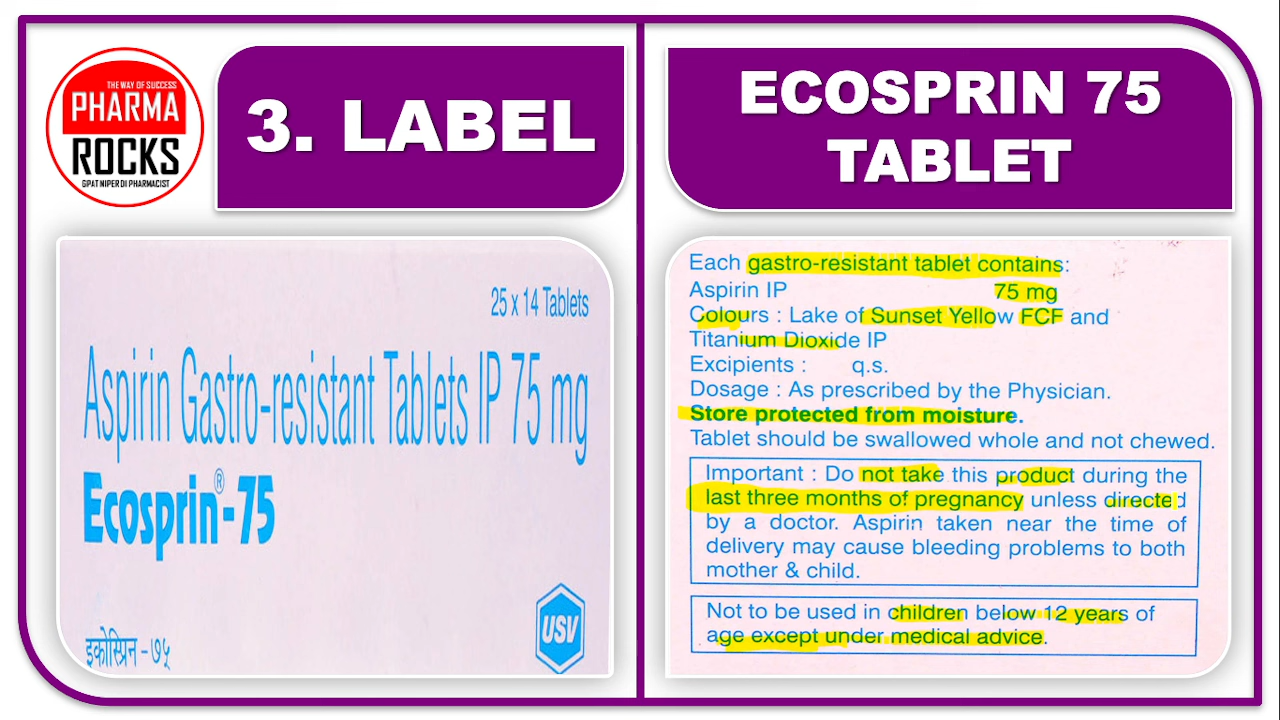 THE WAY OF SUCCESS
PHARMA
ROCKS
GPAT NIPER DI PHARMACIST
3. LABEL
ECOSPRIN 75
TABLET
25 x 14 Tablets
Aspirin Gastro-resistant Tablets IP 75 mg
Ecosprin®-75
USV
इकोस्प्रिन - ७५
Each gastro-resistant tablet contains:
Aspirin IP 75 mg
Colours : Lake of Sunset Yellow FCF and
Titanium Dioxide IP
Excipients : q.s.
Dosage : As prescribed by the Physician.
Store protected from moisture.
Tablet should be swallowed whole and not chewed.
Important : Do not take this product during the
last three months of pregnancy unless directed
by a doctor. Aspirin taken near the time of
delivery may cause bleeding problems to both
mother & child.
Not to be used in children below 12 years of
age except under medical advice.